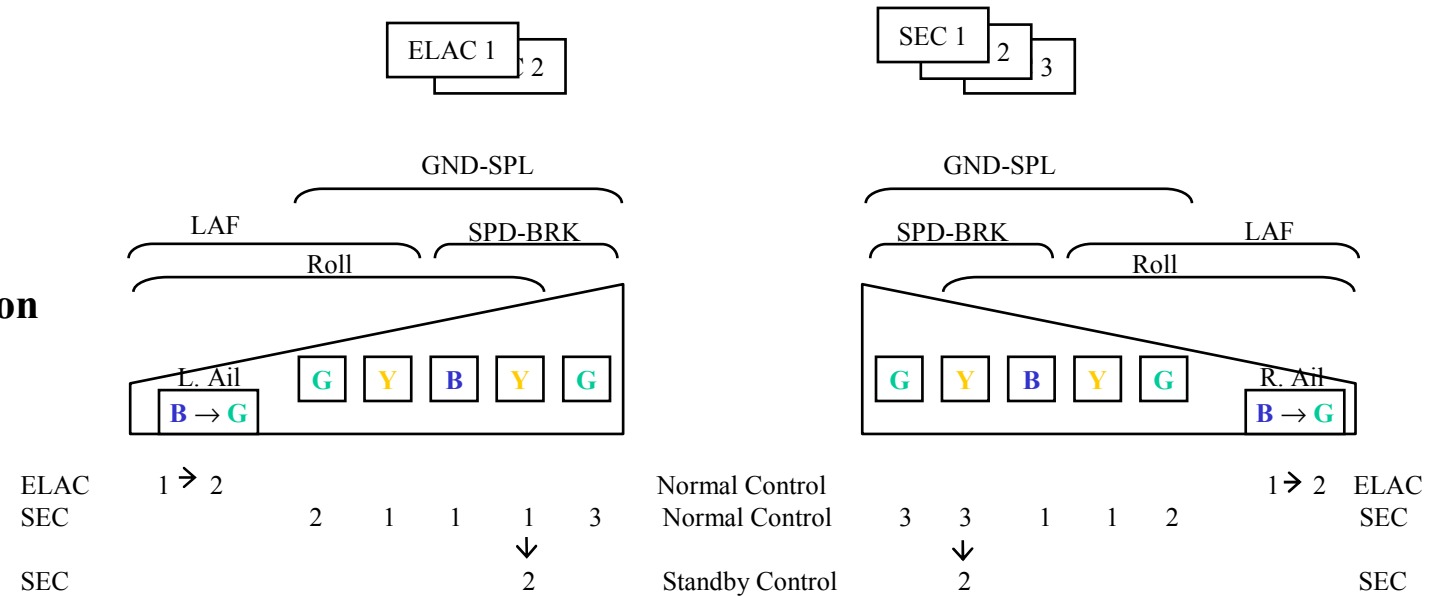 ELAC 1
2
SEC 1
2
3
GND-SPL GND-SPL
LAF SPD-BRK SPD-BRK LAF
Roll Roll
on
L. Ail G Y B Y G G Y B Y G R. Ail
B → G B → G
ELAC 1 → 2 Normal Control 1 → 2 ELAC
SEC 2 1 1 1 3 Normal Control 3 3 1 1 2 SEC
↓ ↓
SEC 2 Standby Control 2 SEC